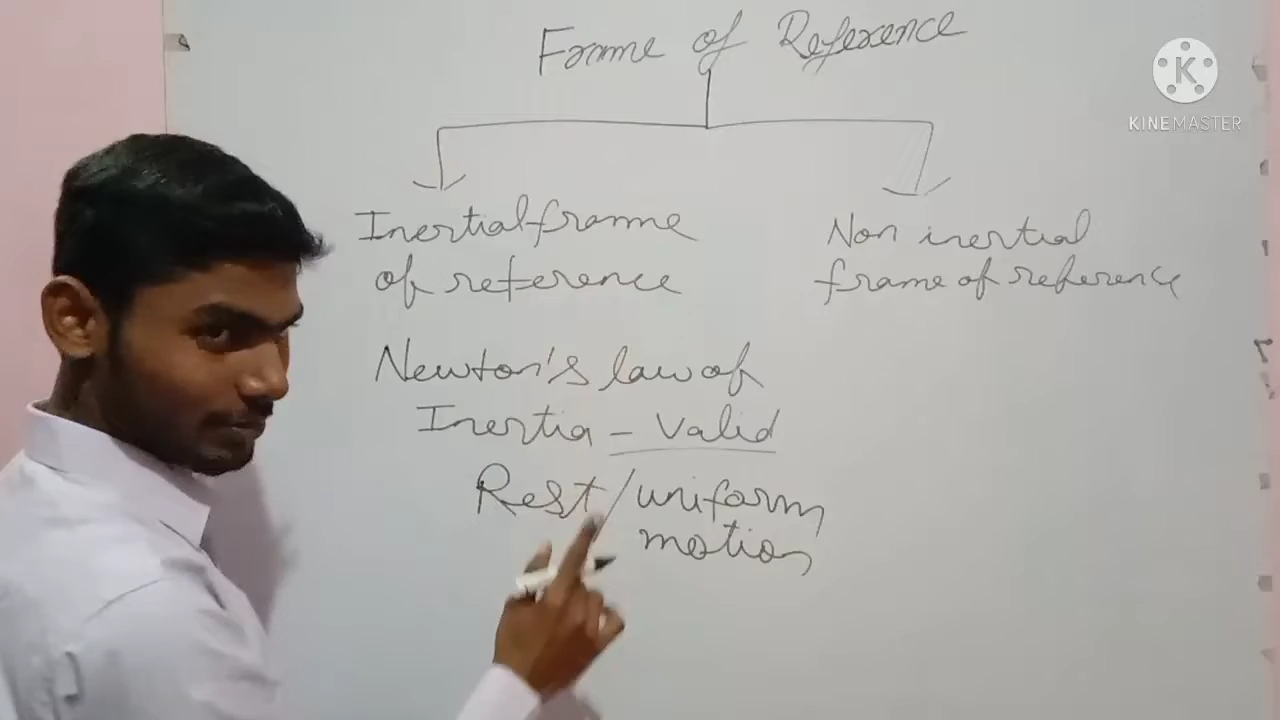 Frame of Reference
KINEMASTER
Inertial frame
of reference
Non inertial
frame of reference
Newton's law of
Inertia - Valid
Rest/uniform
motion